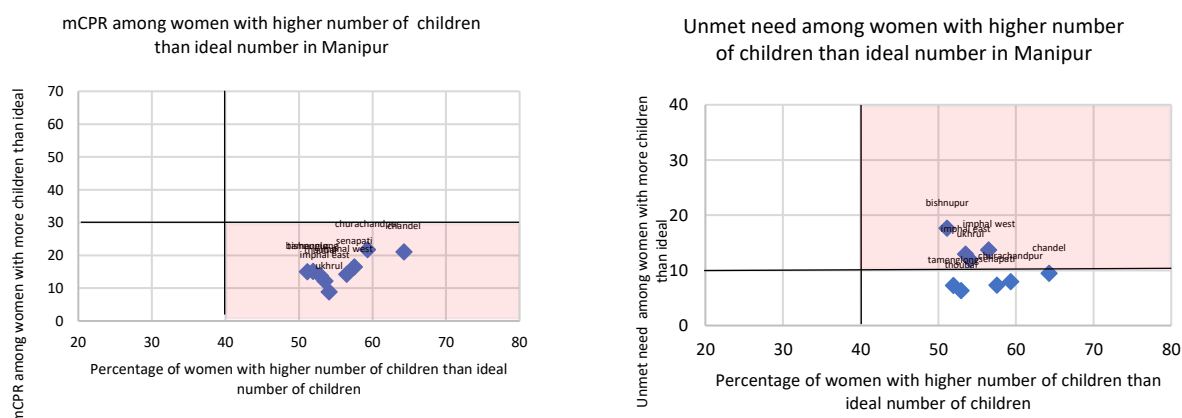 mCPR among women with higher number of children
than ideal number in Manipur
mCPR among women with more children than ideal
70
60
50
40
30
20
10
0
churachandpur
chandel
senapati
imphal west
imphal east
ukhrul
20 30 40 50 60 70 80
Percentage of women with higher number of children than ideal
number of children
Unmet need among women with higher number
of children than ideal number in Manipur
Unmet need among women with more children
than ideal
40
30
20
10
0
bishnupur
imphal west
imphal east
ukhrul
chandel
churachandpur
tamenglong
senapati
thoubal
20 30 40 50 60 70 80
Percentage of women with higher number of children than
ideal number of children